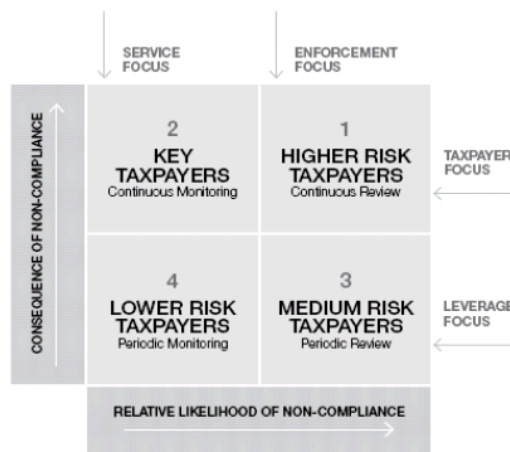 SERVICE
FOCUS
ENFORCEMENT
FOCUS
CONSEQUENCE OF NON-COMPLIANCE
2
KEY
TAXPAYERS
Continuous Monitoring
1
HIGHER RISK
TAXPAYERS
Continuous Review
TAXPAYER
FOCUS
4
LOWER RISK
TAXPAYERS
Periodic Monitoring
3
MEDIUM RISK
TAXPAYERS
Periodic Review
LEVERAGE
FOCUS
RELATIVE LIKELIHOOD OF NON-COMPLIANCE